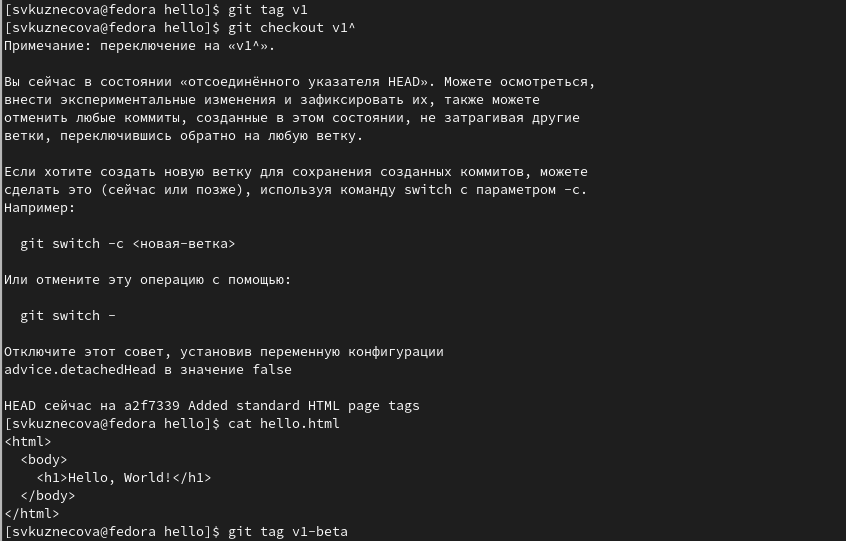 [svkuznecova@fedora hello]$ git tag v1
[svkuznecova@fedora hello]$ git checkout v1^
Примечание: переключение на «v1^».
Вы сейчас в состоянии «отсоединённого указателя HEAD». Можете осмотреться,
внести экспериментальные изменения и зафиксировать их, также можете
отменить любые коммиты, созданные в этом состоянии, не затрагивая другие
ветки, переключившись обратно на любую ветку.
Если хотите создать новую ветку для сохранения созданных коммитов, можете
сделать это (сейчас или позже), используя команду switch с параметром -c.
Например:
  git switch -c <новая-ветка>
Или отмените эту операцию с помощью:
  git switch -
Отключите этот совет, установив переменную конфигурации
advice.detachedHead в значение false
HEAD сейчас на a2f7339 Added standard HTML page tags
[svkuznecova@fedora hello]$ cat hello.html
<html>
  <body>
    <h1>Hello, World!</h1>
  </body>
</html>
[svkuznecova@fedora hello]$ git tag v1-beta